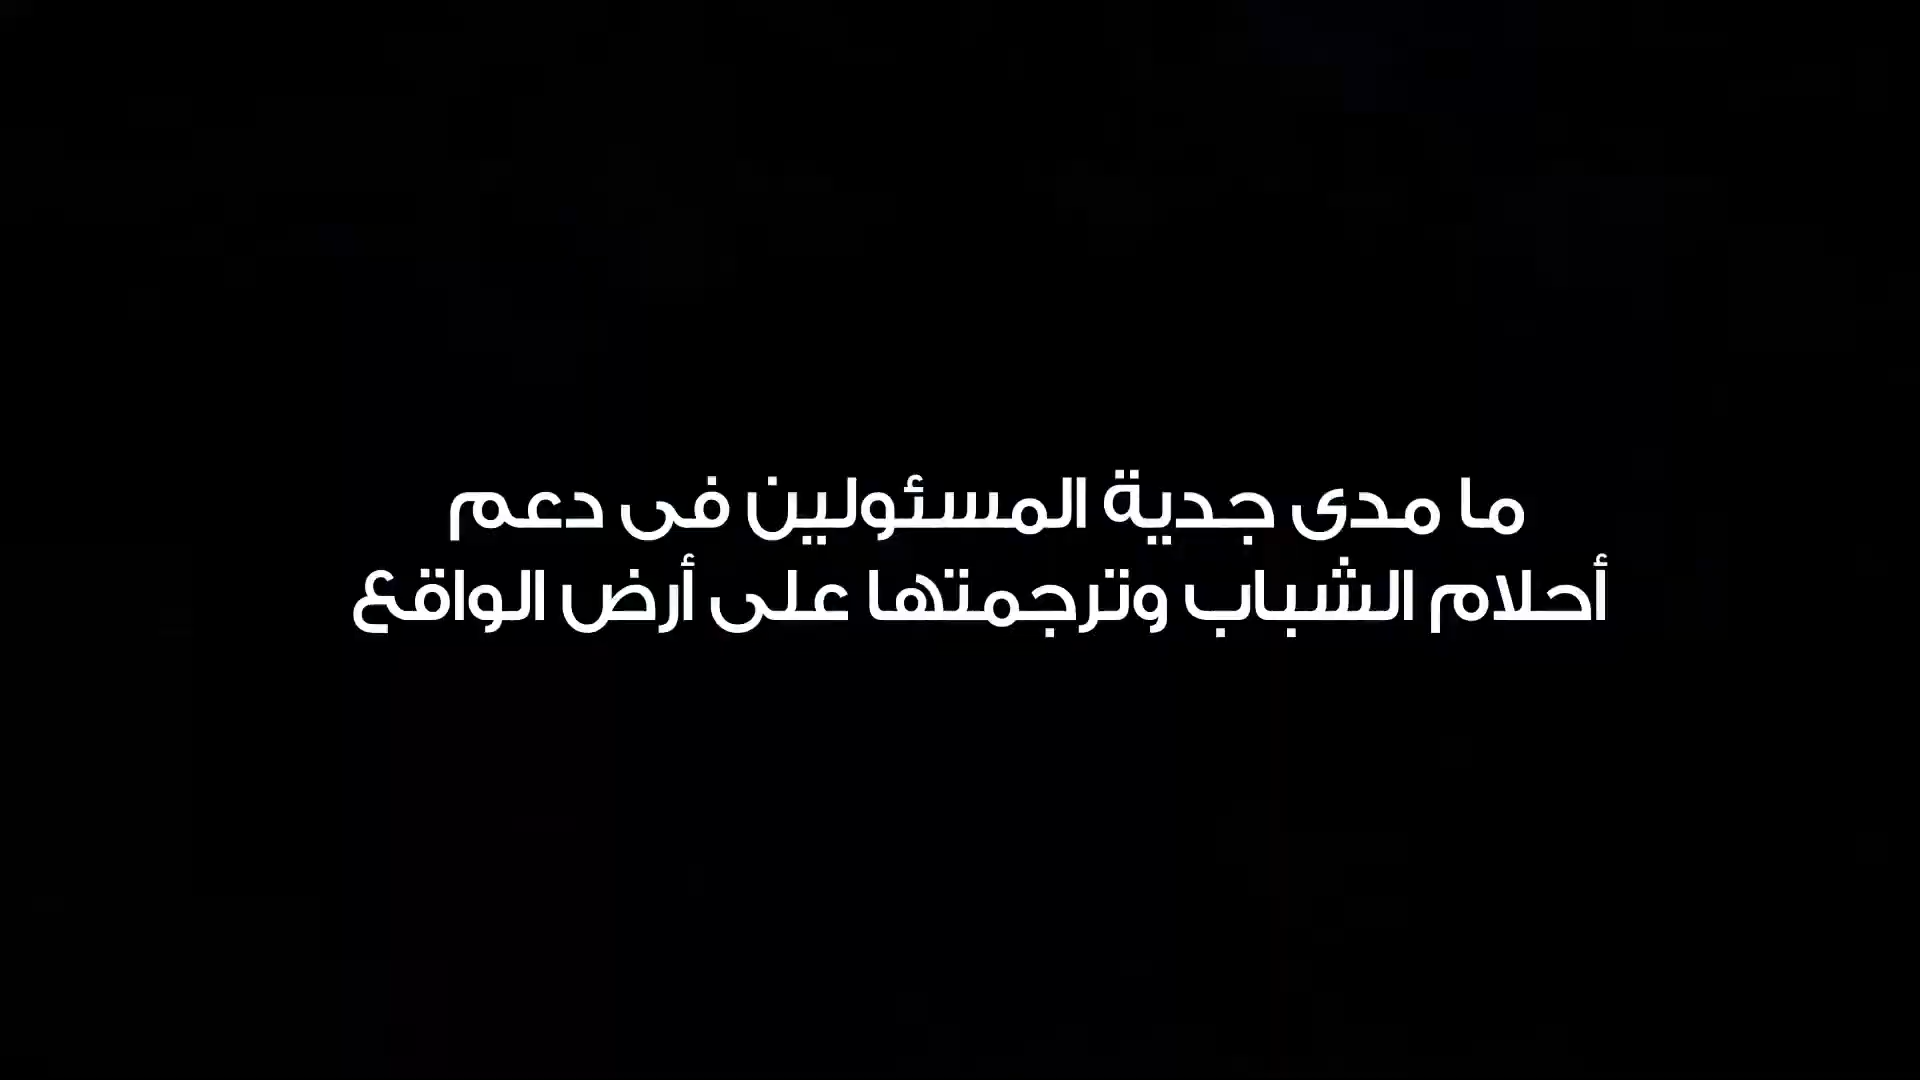 ما مدى جدية المسئولين فى دعم
أحلام الشباب وترجمتها على أرض الواقع